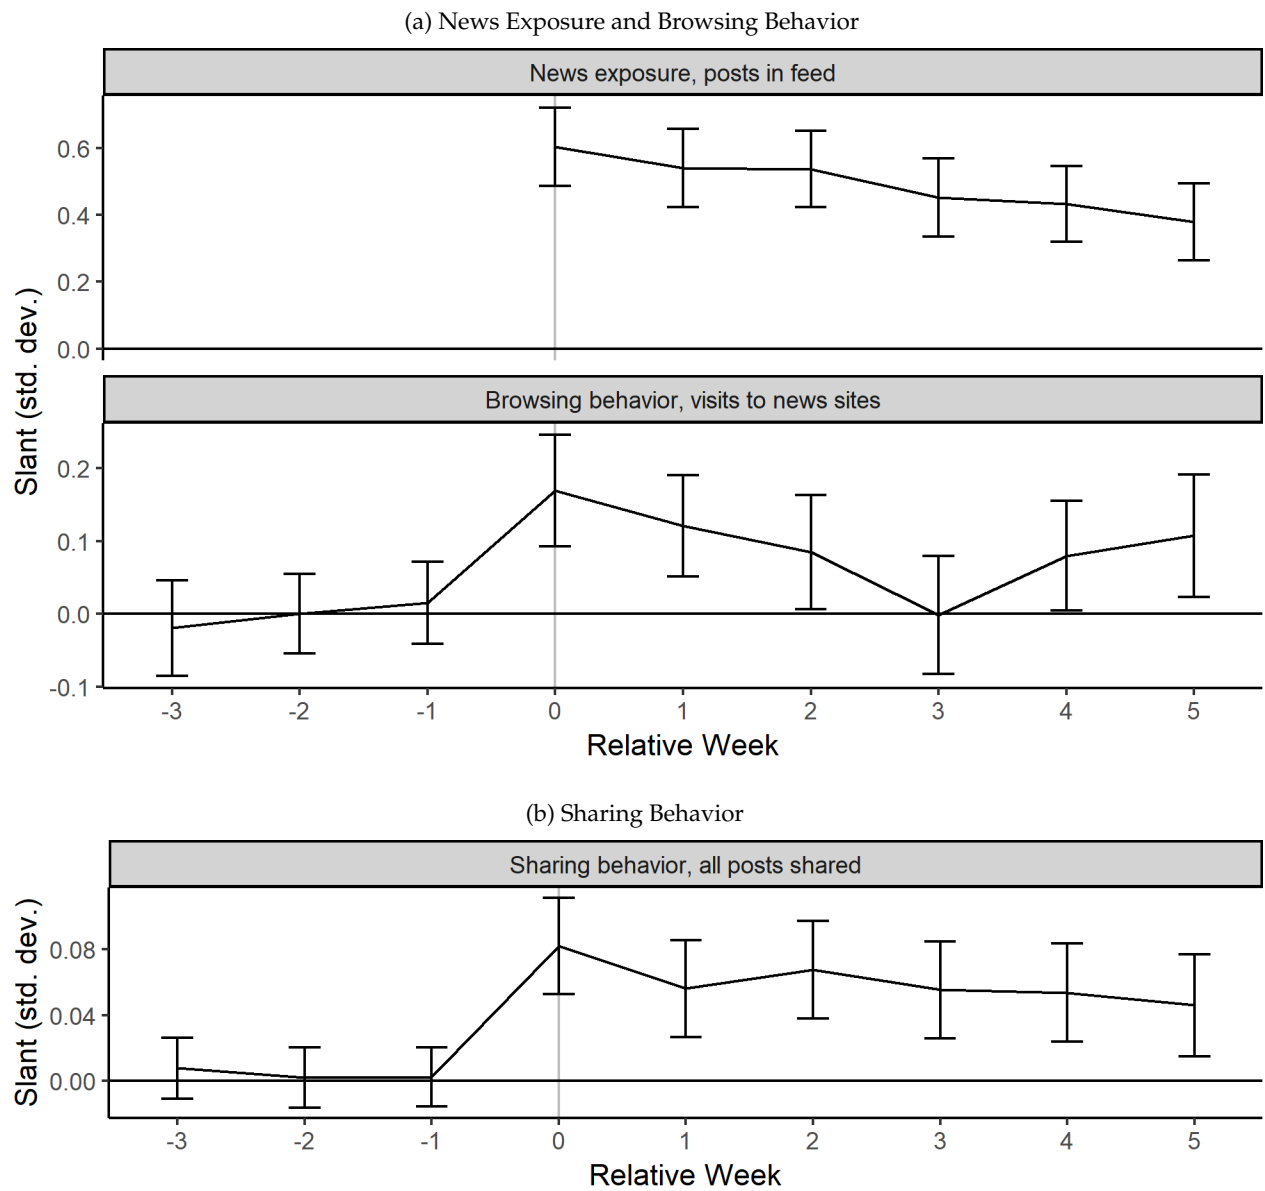 (a) News Exposure and Browsing Behavior
News exposure, posts in feed
0.6
0.4
0.2
0.0
Slant (std. dev.)
Browsing behavior, visits to news sites
0.2
0.1
0.0
-0.1
-3 -2 -1 0 1 2 3 4 5
Relative Week
(b) Sharing Behavior
Sharing behavior, all posts shared
Slant (std. dev.)
0.08
0.04
0.00
-3 -2 -1 0 1 2 3 4 5
Relative Week